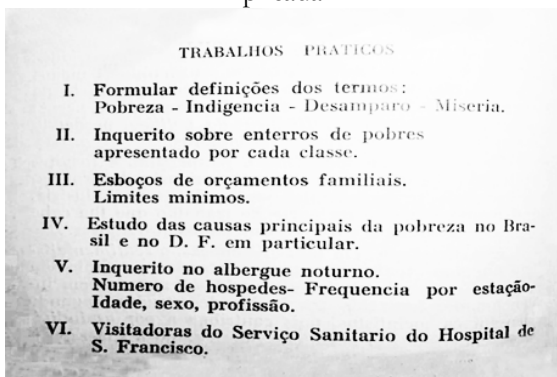 TRABALHOS PRATICOS
I. Formular definições dos termos:
Pobreza - Indigencia - Desamparo - Miseria.
II. Inquerito sobre enterros de pobres
apresentado por cada classe.
III. Esboços de orçamentos familiais.
Limites minimos.
IV. Estudo das causas principais da pobreza no Bra-
sil e no D. F. em particular.
V. Inquerito no albergue noturno.
Numero de hospedes- Frequencia por estação-
Idade, sexo, profissão.
VI. Visitadoras do Serviço Sanitario do Hospital de
S. Francisco.